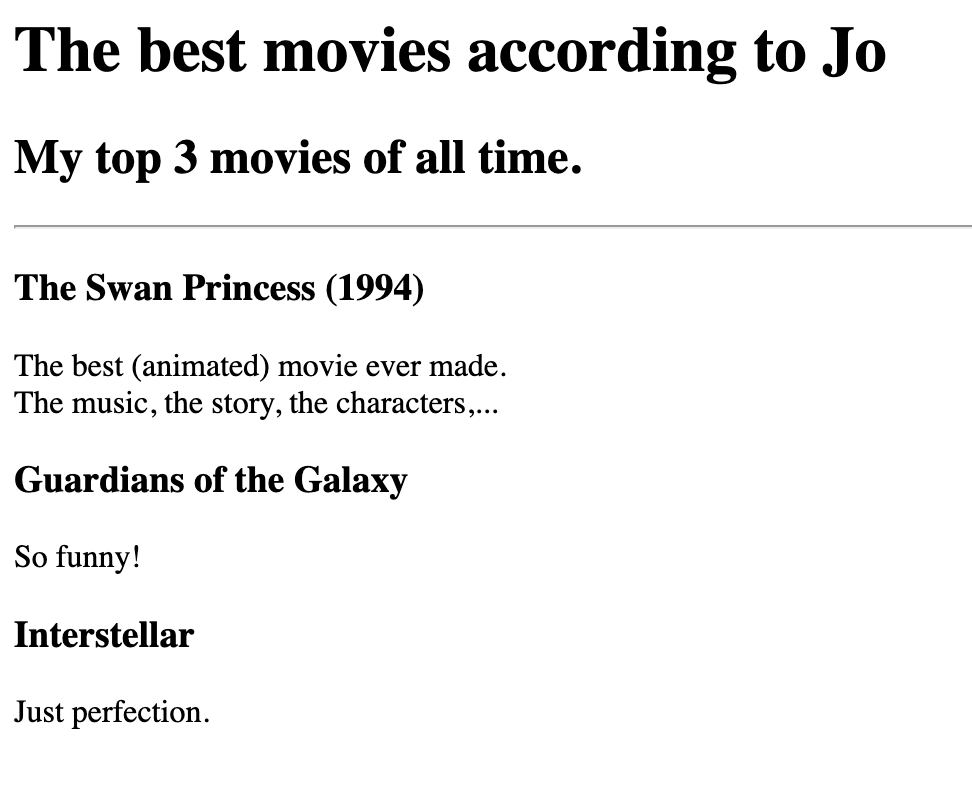 The best movies according to Jo
My top 3 movies of all time.
The Swan Princess (1994)
The best (animated) movie ever made.
The music, the story, the characters,...
Guardians of the Galaxy
So funny!
Interstellar
Just perfection.